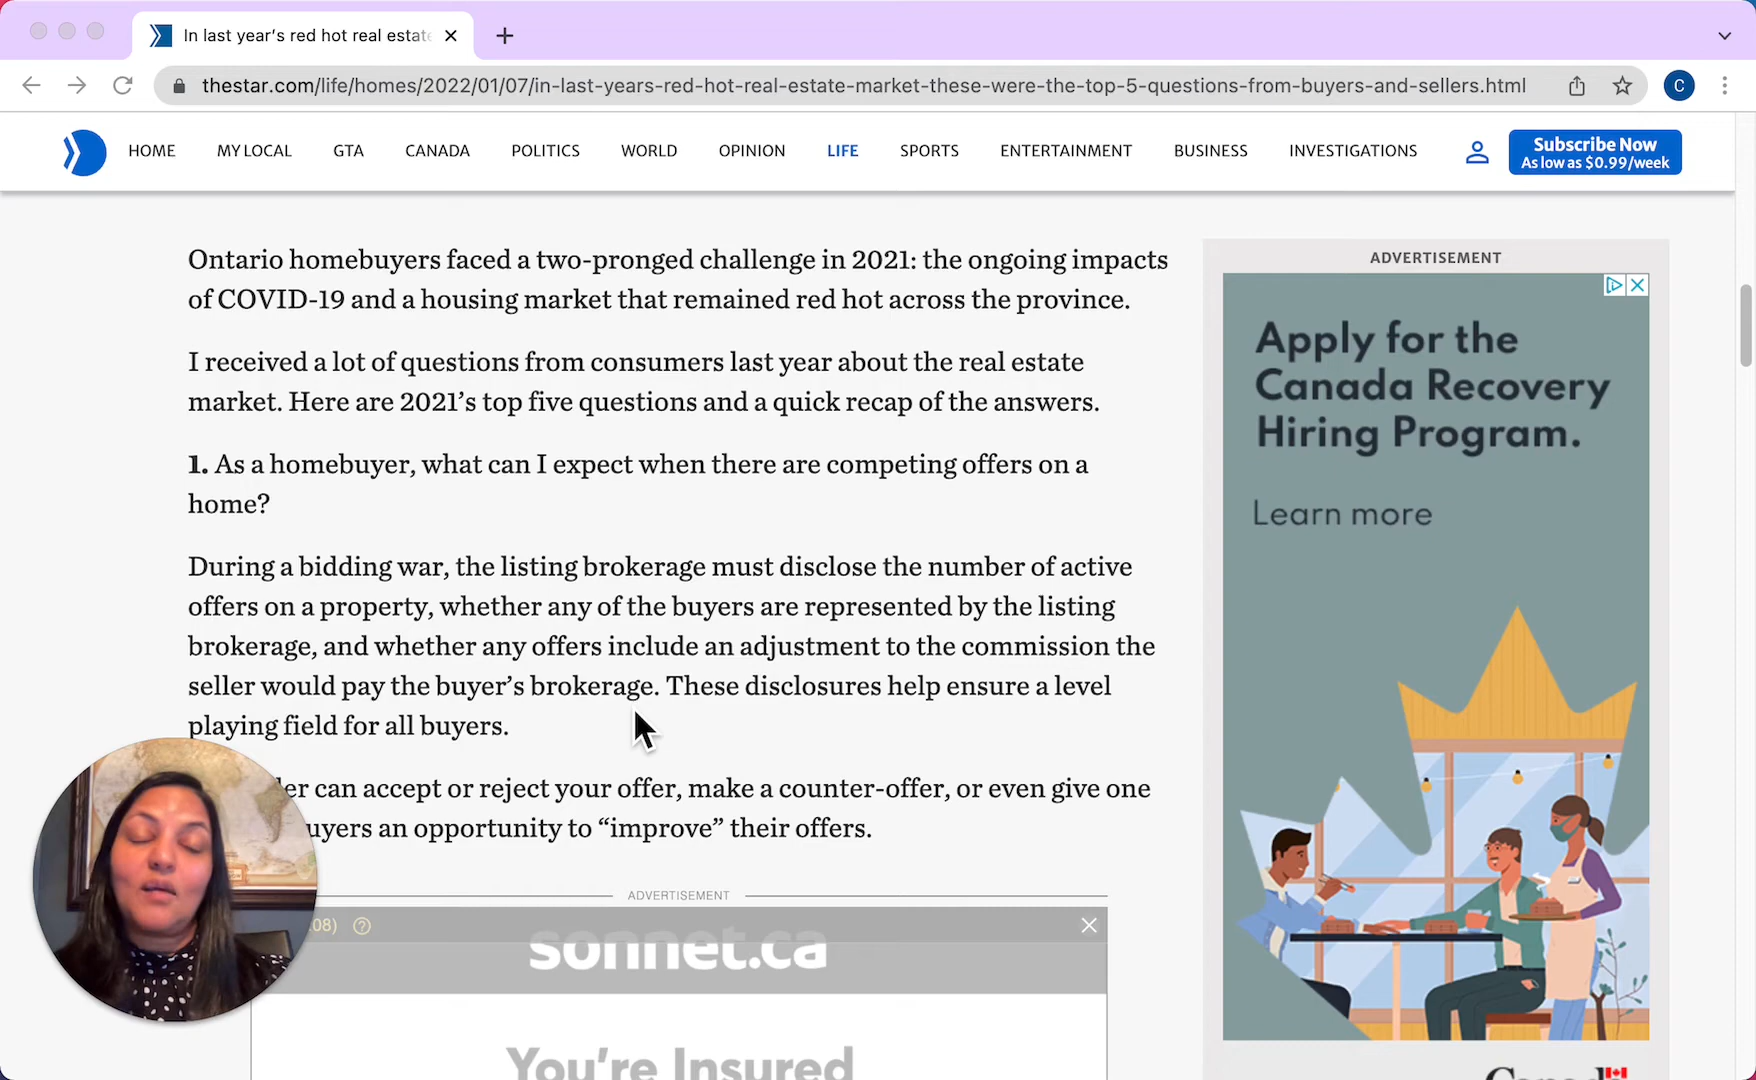 In last year's red hot real estate
thestar.com/life/homes/2022/01/07/in-last-years-red-hot-real-estate-market-these-were-the-top-5-questions-from-buyers-and-sellers.html
C
HOME MY LOCAL GTA CANADA POLITICS WORLD OPINION LIFE SPORTS ENTERTAINMENT BUSINESS INVESTIGATIONS
Subscribe Now
As low as $0.99/week
Ontario homebuyers faced a two-pronged challenge in 2021: the ongoing impacts
of COVID-19 and a housing market that remained red hot across the province.
I received a lot of questions from consumers last year about the real estate
market. Here are 2021's top five questions and a quick recap of the answers.
1. As a homebuyer, what can I expect when there are competing offers on a
home?
During a bidding war, the listing brokerage must disclose the number of active
offers on a property, whether any of the buyers are represented by the listing
brokerage, and whether any offers include an adjustment to the commission the
seller would pay the buyer's brokerage. These disclosures help ensure a level
playing field for all buyers.
er can accept or reject your offer, make a counter-offer, or even give one
uyers an opportunity to “improve” their offers.
ADVERTISEMENT
.08)
sonnet.ca
You're Insured
ADVERTISEMENT
Apply for the
Canada Recovery
Hiring Program.
Learn more
Canada